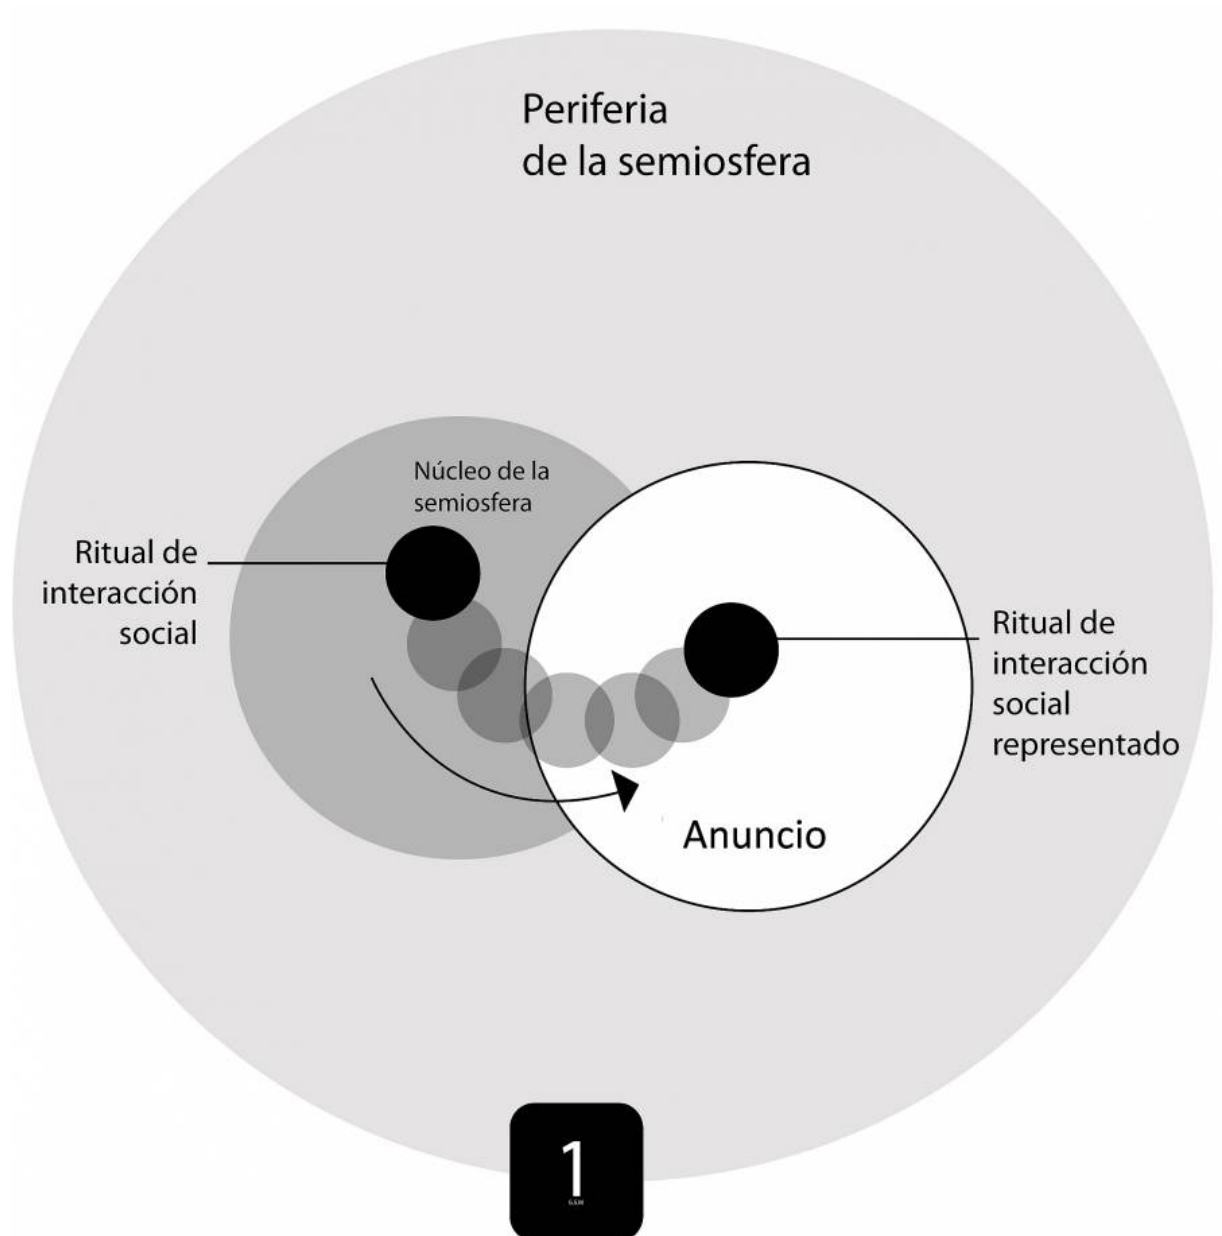 Periferia
de la semiosfera
Núcleo de la
semiosfera
Ritual de
interacción
social
Ritual de
interacción
social
representado
Anuncio
1
G.S.M